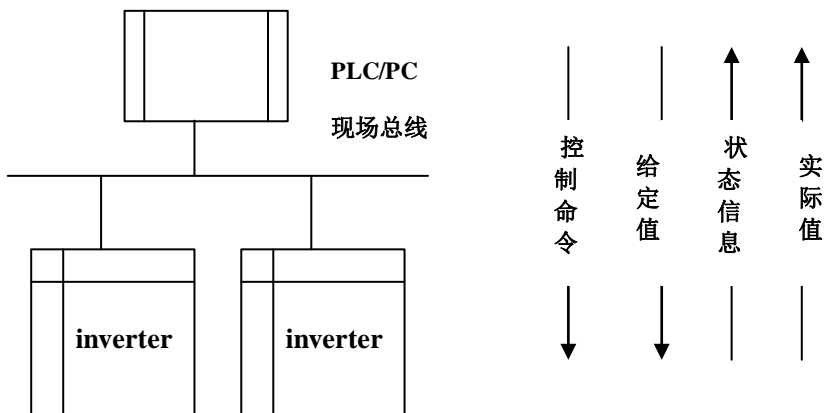 PLC/PC
现场总线
控制命令
给定值
状态信息
实际值
inverter
inverter